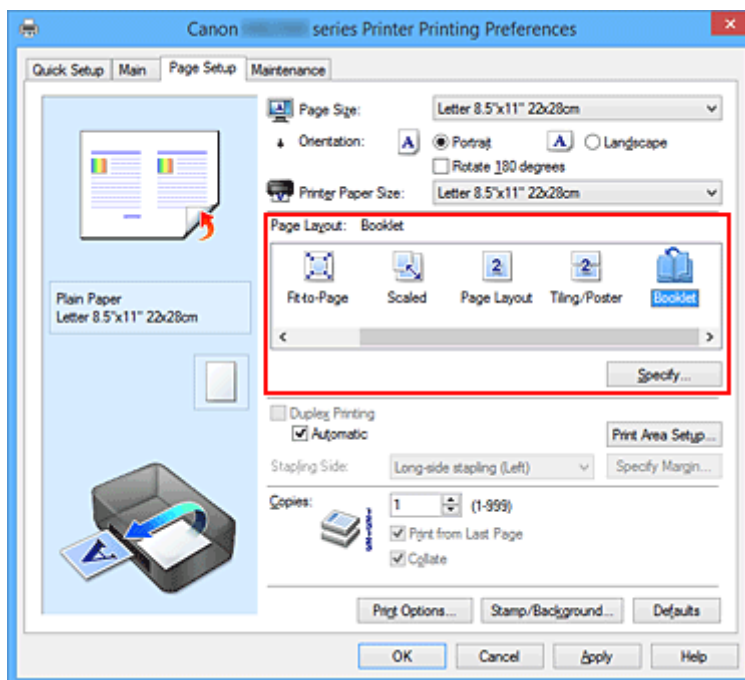 Canon series Printer Printing Preferences
Quick Setup Main Page Setup Maintenance
Page Size: Letter 8.5"x11" 22x28cm
Orientation: A Portrait A Landscape
Rotate 180 degrees
Printer Paper Size: Letter 8.5"x11" 22x28cm
Page Layout: Booklet
2 2
Fit-to-Page Scaled Page Layout Tiling/Poster Booklet
Plain Paper
Letter 8.5"x11" 22x28cm
Specify...
Duplex Printing
Automatic Print Area Setup...
Stapling Side: Long-side stapling (Left) Specify Margin...
Copies: 1 (1-999)
Print from Last Page
Collate
A
Print Options... Stamp/Background... Defaults
OK Cancel Apply Help